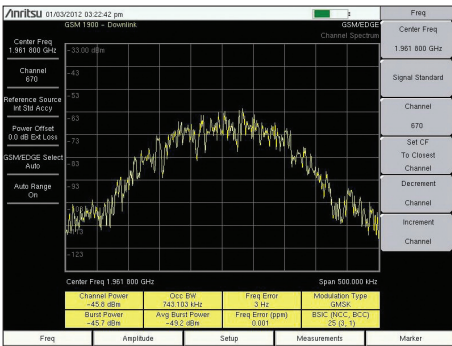 Anritsu 01/03/2012 03:22:42 pm
Freq
GSM 1900 - Downlink
GSM/EDGE
Channel Spectrum
Center Freq
1.961 800 GHz
Channel
670
Reference Source
Int Std Accy
Power Offset
0.0 dB Ext Loss
GSM/EDGE Select
Auto
Auto Range
On
-33.00 dBm
-43
-53
-63
-73
-83
-93
-113
-123
Center Freq 1.961 800 GHz
Span 500.000 kHz
Channel Power
-45.6 dBm
Occ BW
743.103 kHz
Freq Error
3 Hz
Modulation Type
GMSK
Burst Power
-45.7 dBm
Avg Burst Power
-49.2 dBm
Freq Error (ppm)
0.001
BSIC (NCC, BCC)
25 (3, 1)
Center Freq
1.961 800 GHz
Signal Standard
Channel
670
Set CF
To Closest
Channel
Decrement
Channel
Increment
Channel
Freq
Amplitude
Setup
Measurements
Marker